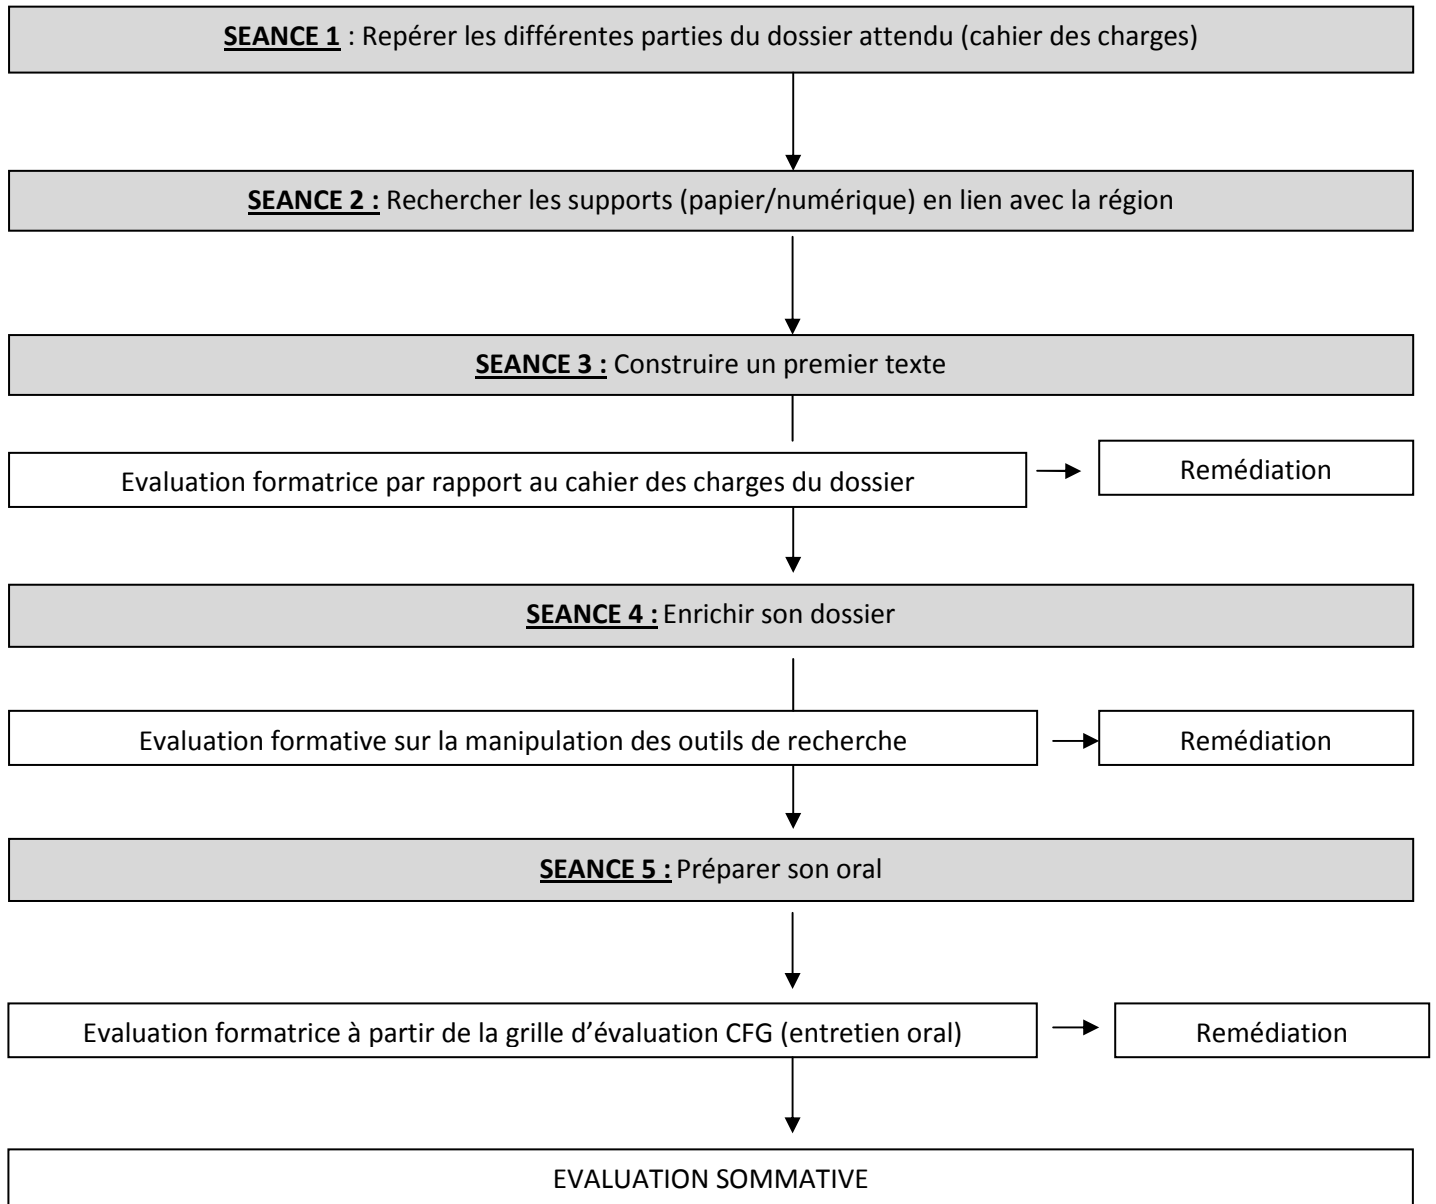 SEANCE 1 : Repérer les différentes parties du dossier attendu (cahier des charges)
SEANCE 2 : Rechercher les supports (papier/numérique) en lien avec la région
SEANCE 3 : Construire un premier texte
Evaluation formatrice par rapport au cahier des charges du dossier
Remédiation
SEANCE 4 : Enrichir son dossier
Evaluation formative sur la manipulation des outils de recherche
Remédiation
SEANCE 5 : Préparer son oral
Evaluation formatrice à partir de la grille d’évaluation CFG (entretien oral)
Remédiation
EVALUATION SOMMATIVE